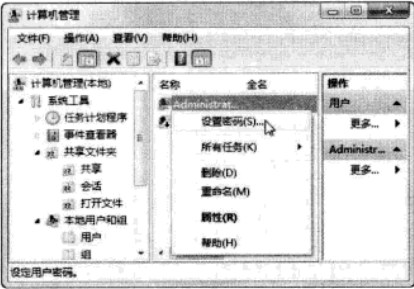 计算机管理
文件(F) 操作(A) 查看(V) 帮助(H)
计算机管理(本地)
系统工具
任务计划程序
事件查看器
共享文件夹
共享
会话
打开文件
本地用户和组
用户
组
名称 全名
Administrat...
设置密码(S)...
所有任务(K)
删除(D)
重命名(M)
属性(R)
帮助(H)
操作
用户
更多...
Administr...
更多...
设定用户密码。